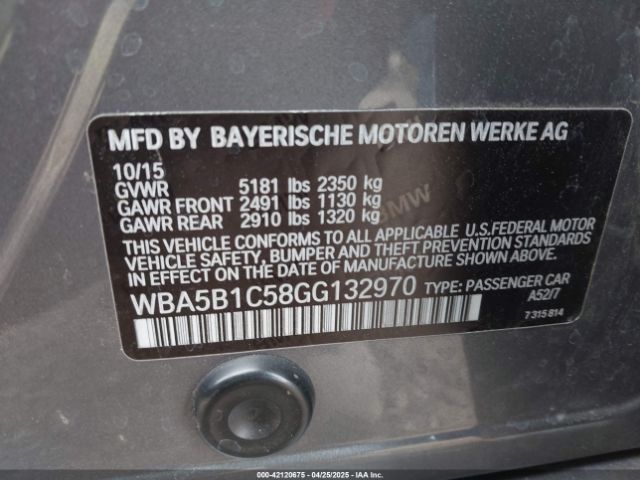 MFD BY BAYERISCHE MOTOREN WERKE AG
10/15
GVWR 5181 lbs 2350 kg
GAWR FRONT 2491 lbs 1130 kg
GAWR REAR 2910 lbs 1320 kg
BMW
THIS VEHICLE CONFORMS TO ALL APPLICABLE U.S.FEDERAL MOTOR
VEHICLE SAFETY, BUMPER AND THEFT PREVENTION STANDARDS
IN EFFECT ON THE DATE OF MANUFACTURE SHOWN ABOVE.
WBA5B1C58GG132970 TYPE: PASSENGER CAR
A52/7
7 315 814
000-42120675 - 04/25/2025 - IAAI.CA